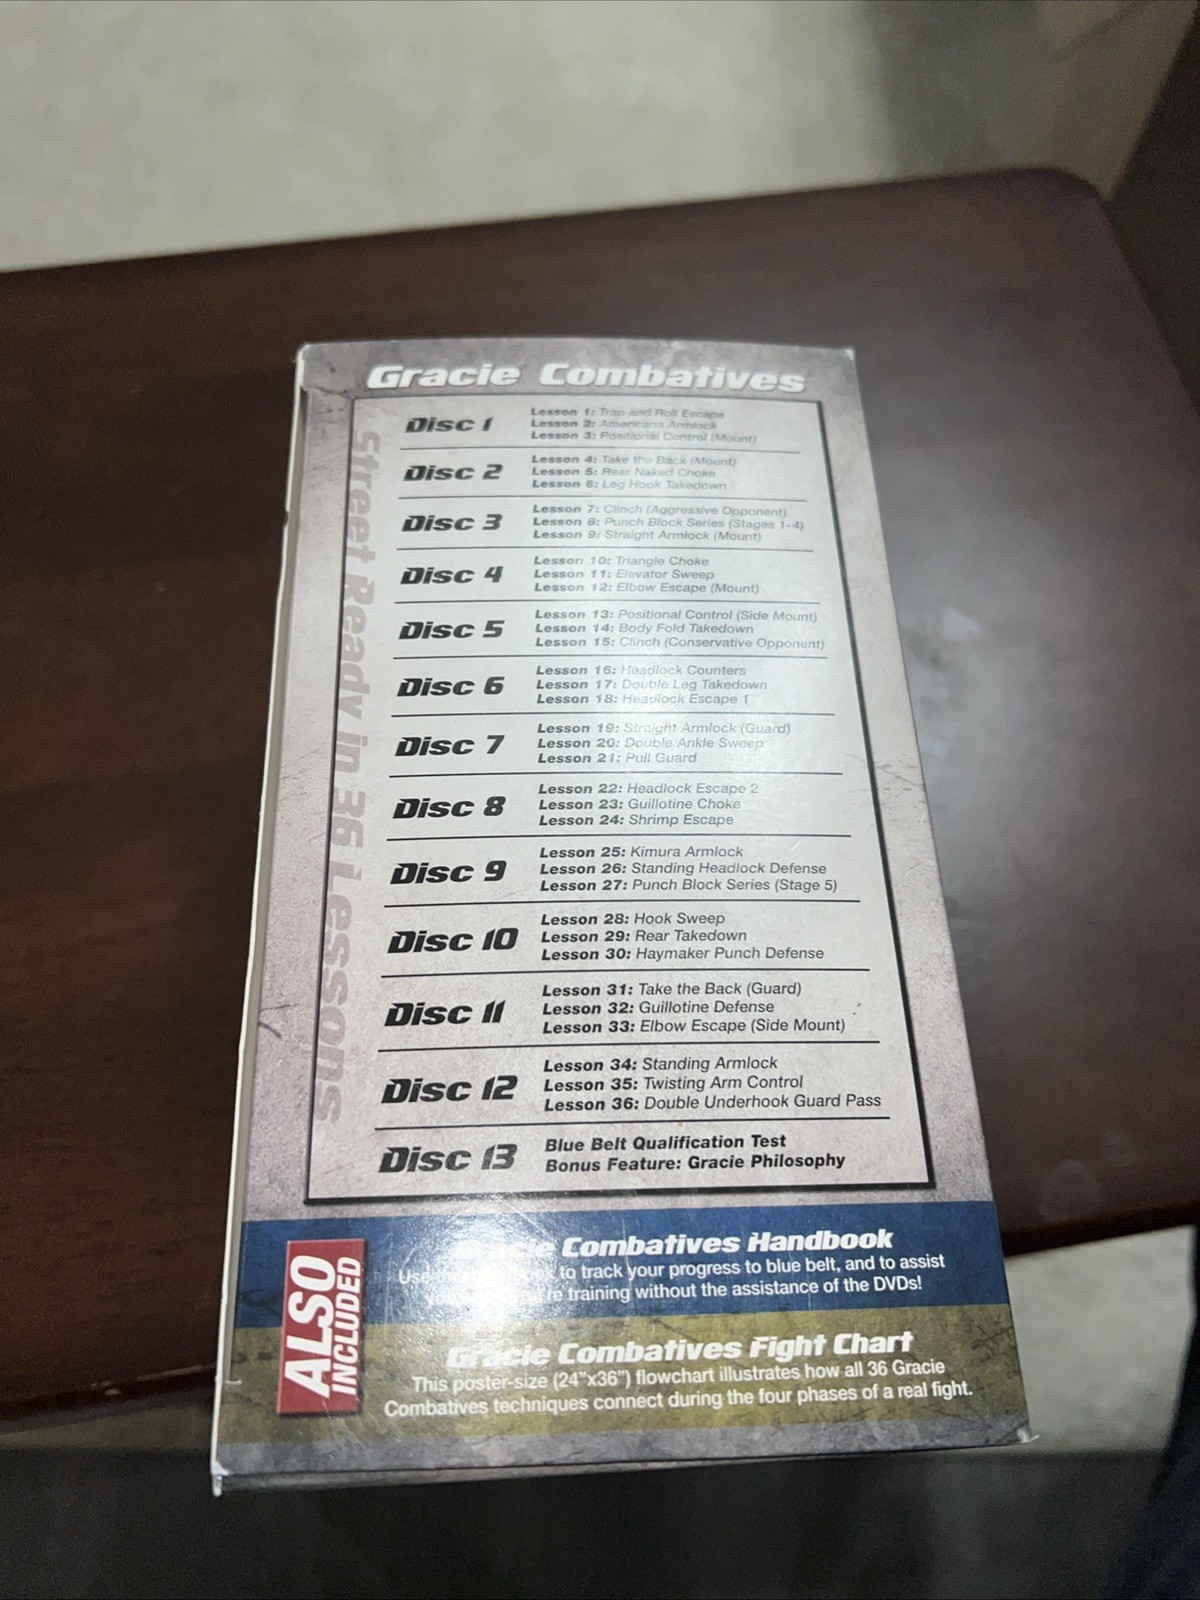 Gracie Combatives
Street Ready in 36 Lessons
Disc 1
Lesson 1: Trap and Roll Escape
Lesson 2: Americana Armlock
Lesson 3: Positional Control (Mount)
Disc 2
Lesson 4: Take the Back (Mount)
Lesson 5: Rear Naked Choke
Lesson 6: Leg Hook Takedown
Disc 3
Lesson 7: Clinch (Aggressive Opponent)
Lesson 8: Punch Block Series (Stages 1-4)
Lesson 9: Straight Armlock (Mount)
Disc 4
Lesson 10: Triangle Choke
Lesson 11: Elevator Sweep
Lesson 12: Elbow Escape (Mount)
Disc 5
Lesson 13: Positional Control (Side Mount)
Lesson 14: Body Fold Takedown
Lesson 15: Clinch (Conservative Opponent)
Disc 6
Lesson 16: Headlock Counters
Lesson 17: Double Leg Takedown
Lesson 18: Headlock Escape 1
Disc 7
Lesson 19: Straight Armlock (Guard)
Lesson 20: Double Ankle Sweep
Lesson 21: Pull Guard
Disc 8
Lesson 22: Headlock Escape 2
Lesson 23: Guillotine Choke
Lesson 24: Shrimp Escape
Disc 9
Lesson 25: Kimura Armlock
Lesson 26: Standing Headlock Defense
Lesson 27: Punch Block Series (Stage 5)
Disc 10
Lesson 28: Hook Sweep
Lesson 29: Rear Takedown
Lesson 30: Haymaker Punch Defense
Disc 11
Lesson 31: Take the Back (Guard)
Lesson 32: Guillotine Defense
Lesson 33: Elbow Escape (Side Mount)
Disc 12
Lesson 34: Standing Armlock
Lesson 35: Twisting Arm Control
Lesson 36: Double Underhook Guard Pass
Disc 13
Blue Belt Qualification Test
Bonus Feature: Gracie Philosophy
ALSO
INCLUDED
Gracie Combatives Handbook
Use to track your progress to blue belt, and to assist
training without the assistance of the DVDs!
Gracie Combatives Fight Chart
This poster-size (24"x36") flowchart illustrates how all 36 Gracie
Combatives techniques connect during the four phases of a real fight.